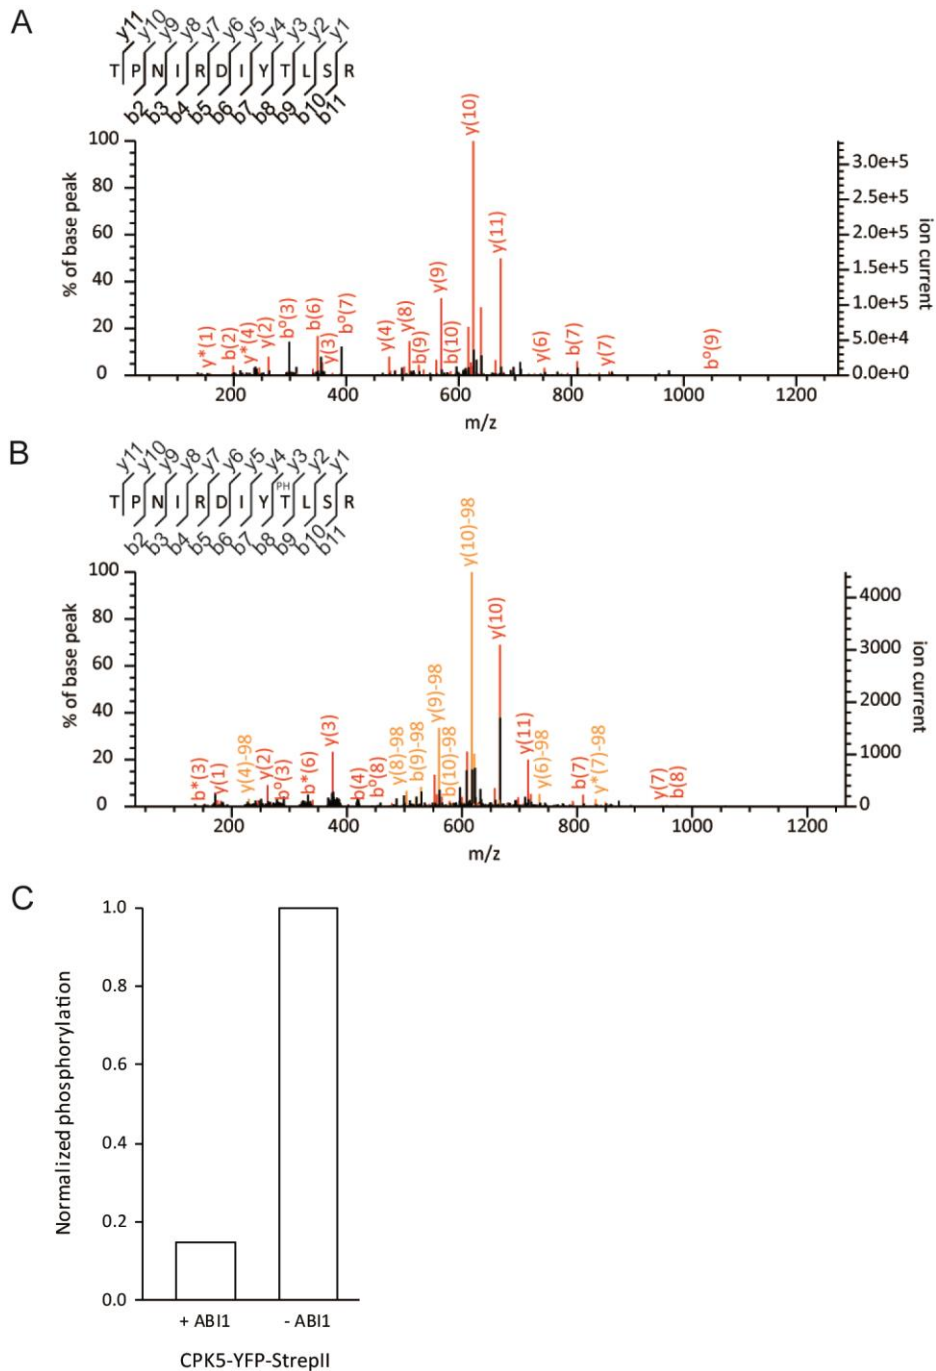 A
y11 y10 y9 y8 y7 y6 y5 y4 y3 y2 y1
T P N I R D I Y T L S R
b2 b3 b4 b5 b6 b7 b8 b9 b10 b11
% of base peak
100
80
60
40
20
0
y*(1) b(2) y*(4) y(2) b°(3) b(6) y(3) b°(7) y(4) y(8) b(9) y(9) b(10) y(10) y(11) y(6) b(7) y(7) b°(9)
ion current
3.0e+5
2.5e+5
2.0e+5
1.5e+5
1.0e+5
5.0e+4
0.0e+0
200 400 600 800 1000 1200
m/z
B
y11 y10 y9 y8 y7 y6 y5 y4 y3 y2 y1
PH
T P N I R D I Y T L S R
b2 b3 b4 b5 b6 b7 b8 b9 b10 b11
% of base peak
100
80
60
40
20
0
b*(3) y(1) y(4)-98 y(2) b°(3) b*(6) y(3) b(4) b°(8) y(8)-98 b(9)-98 y(9)-98 b(10)-98 y(10)-98 y(10) y(11) y(6)-98 b(7) y*(7)-98 y(7) b(8)
ion current
4000
3000
2000
1000
0
200 400 600 800 1000 1200
m/z
C
Normalized phosphorylation
1.0
0.8
0.6
0.4
0.2
0.0
+ ABI1 - ABI1
CPK5-YFP-StrepII